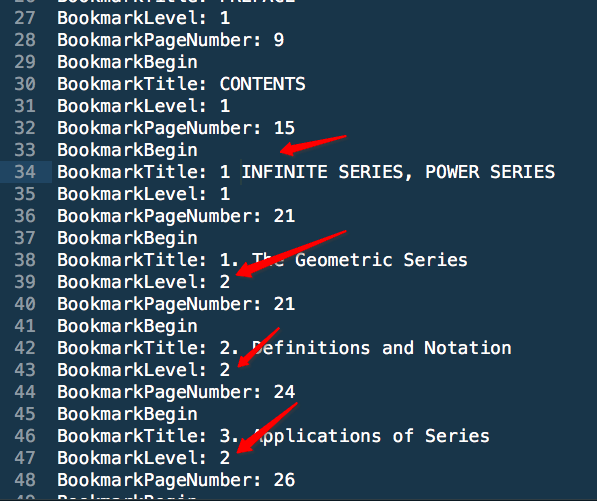 BookmarkTitle: PREFACE
27 BookmarkLevel: 1
28 BookmarkPageNumber: 9
29 BookmarkBegin
30 BookmarkTitle: CONTENTS
31 BookmarkLevel: 1
32 BookmarkPageNumber: 15
33 BookmarkBegin
34 BookmarkTitle: 1 INFINITE SERIES, POWER SERIES
35 BookmarkLevel: 1
36 BookmarkPageNumber: 21
37 BookmarkBegin
38 BookmarkTitle: 1. The Geometric Series
39 BookmarkLevel: 2
40 BookmarkPageNumber: 21
41 BookmarkBegin
42 BookmarkTitle: 2. Definitions and Notation
43 BookmarkLevel: 2
44 BookmarkPageNumber: 24
45 BookmarkBegin
46 BookmarkTitle: 3. Applications of Series
47 BookmarkLevel: 2
48 BookmarkPageNumber: 26
49 BookmarkBegin